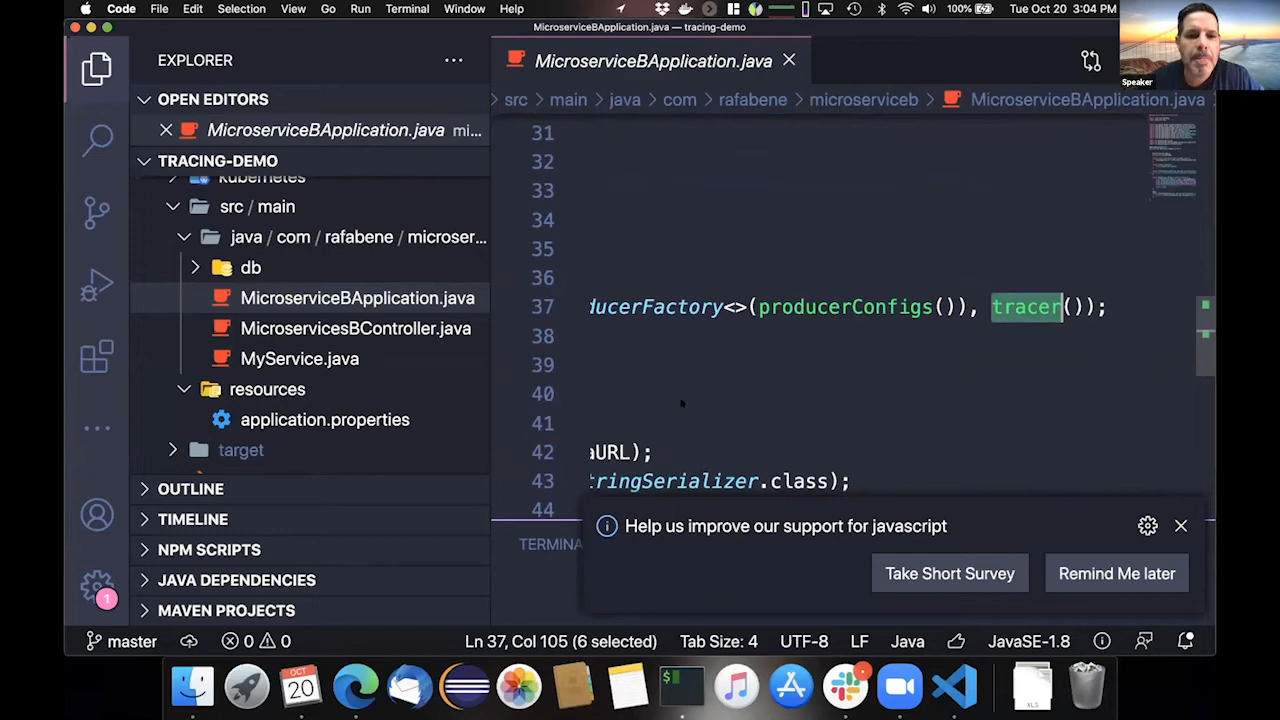 Code File Edit Selection View Go Run Terminal Window Help 100% Tue Oct 20 3:04 PM
MicroserviceBApplication.java — tracing-demo
Speaker
EXPLORER
MicroserviceBApplication.java
OPEN EDITORS
src > main > java > com > rafabene > microserviceb > MicroserviceBApplication.java
MicroserviceBApplication.java mi...
TRACING-DEMO
kubernetes
src / main
java / com / rafabene / microser...
db
MicroserviceBApplication.java
MicroservicesBController.java
MyService.java
resources
application.properties
target
OUTLINE
TIMELINE
NPM SCRIPTS
JAVA DEPENDENCIES
MAVEN PROJECTS
1
31
32
33
34
35
36
37 ducerFactory<>(producerConfigs()), tracer());
38
39
40
41
42 aURL);
43 tringSerializer.class);
44
TERMINA
Help us improve our support for javascript
Take Short Survey Remind Me later
master 0 0 Ln 37, Col 105 (6 selected) Tab Size: 4 UTF-8 LF Java JavaSE-1.8
OCT
20
$
XLS